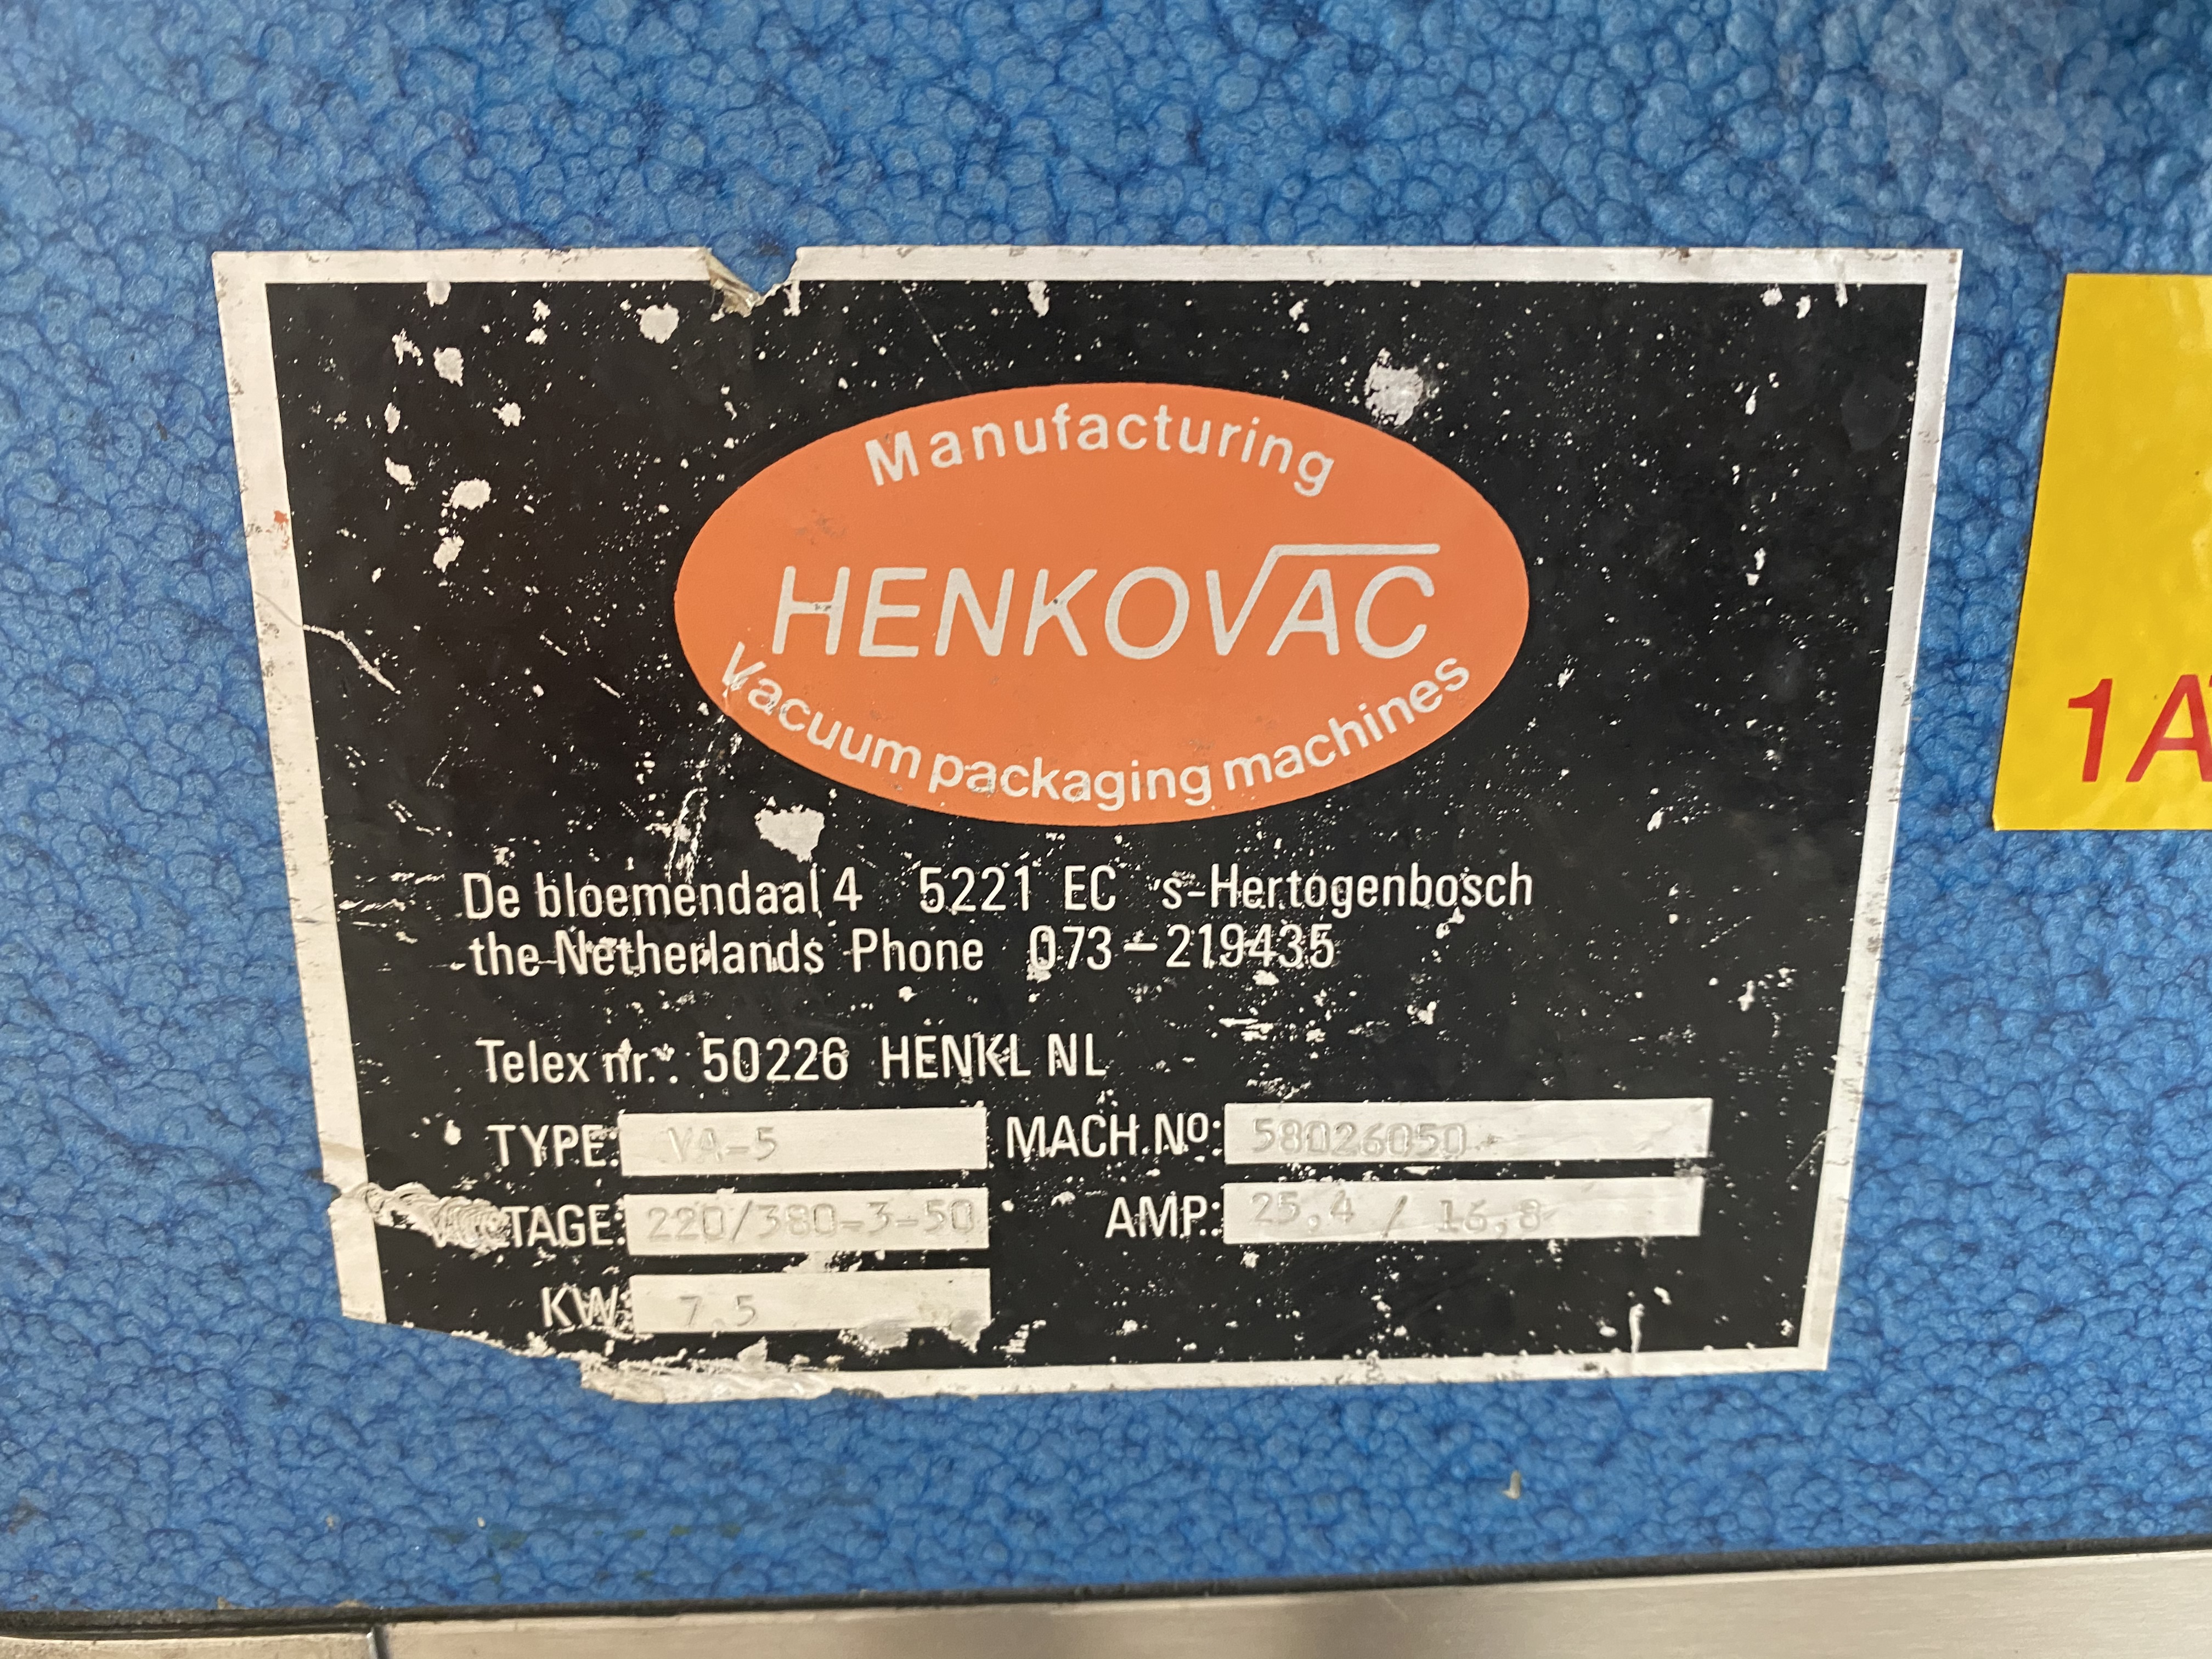 Manufacturing
HENKOVAC
Vacuum packaging machines
De bloemendaal 4 5221 EC 's-Hertogenbosch
the Netherlands Phone 073-219435
Telex nr.: 50226 HENKL NL
TYPE: VA-5 MACH.No: 58026050
VOLTAGE: 220/380-3-50 AMP.: 25,4 / 16,8
KW: 7.5
1A